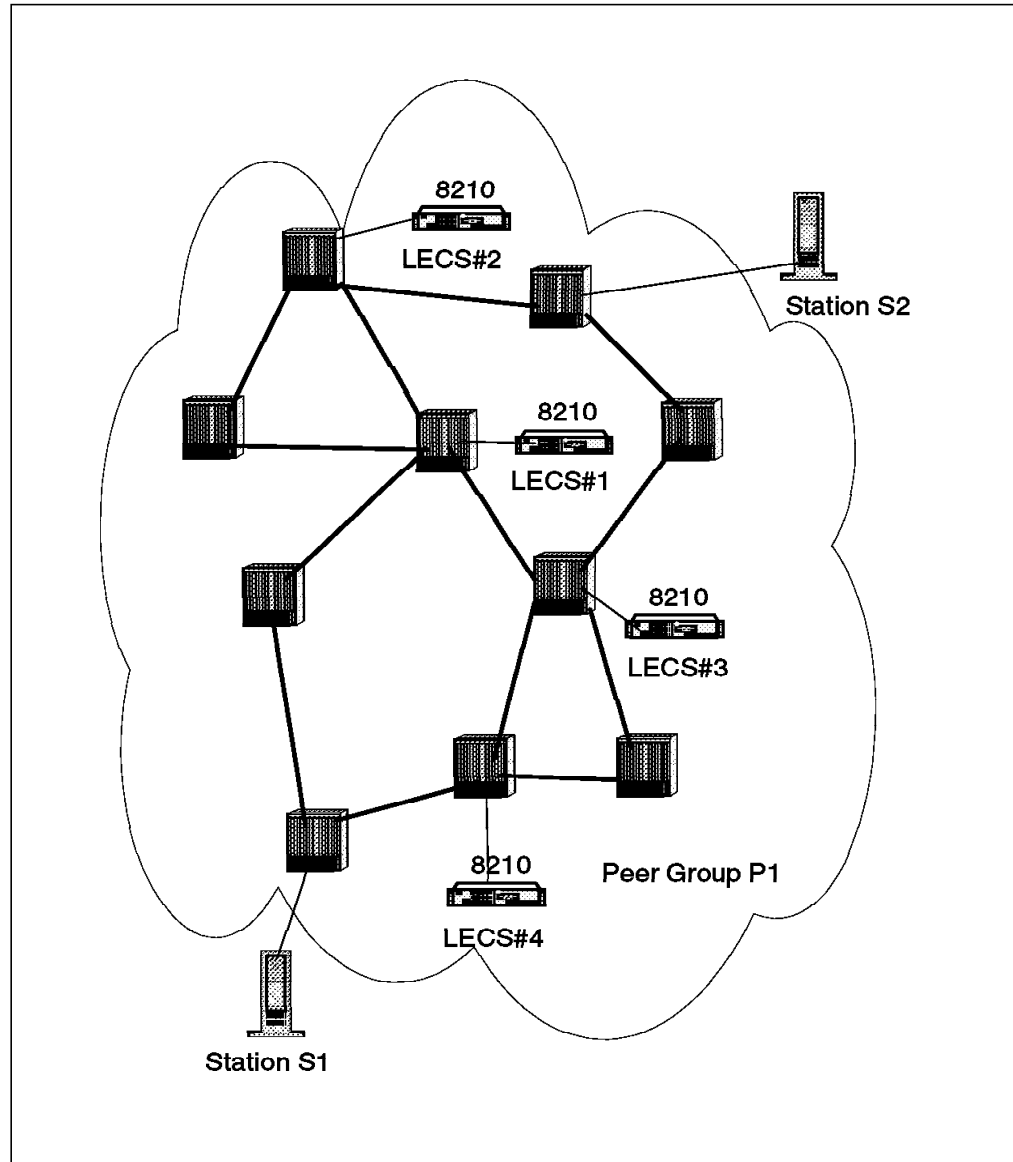 8210
LECS#2
Station S2
8210
LECS#1
8210
LECS#3
8210
LECS#4
Peer Group P1
Station S1